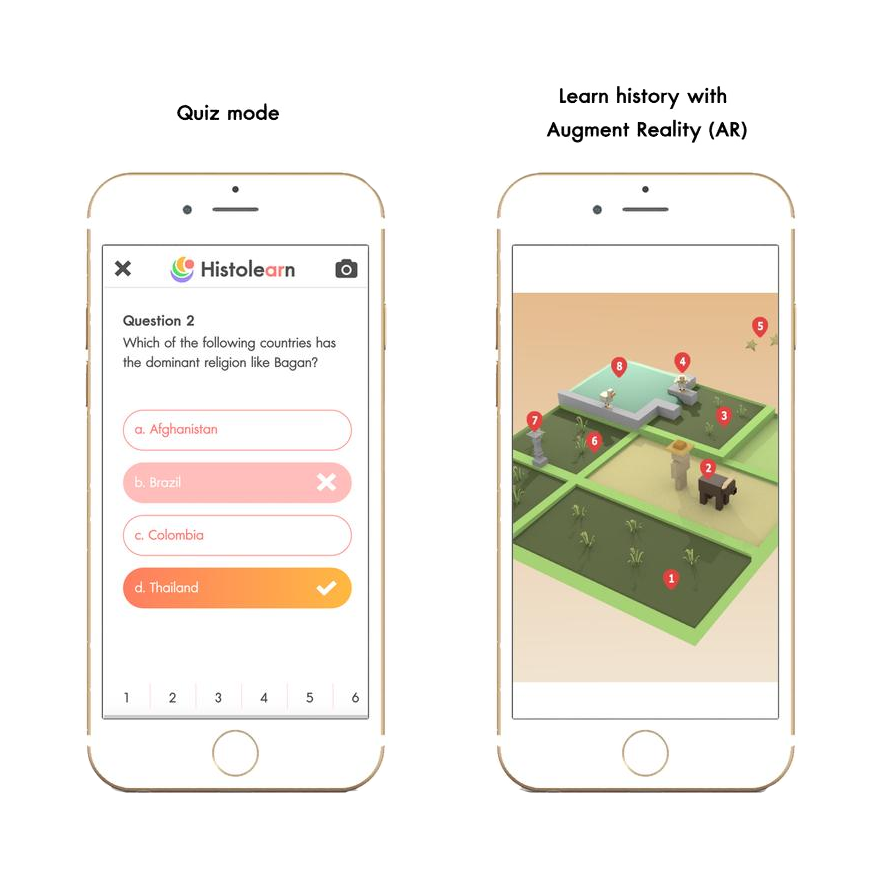 Quiz mode
Histolearn
Question 2
Which of the following countries has
the dominant religion like Bagan?
a. Afghanistan
b. Brazil
c. Colombia
d. Thailand
1 2 3 4 5 6
Learn history with
Augment Reality (AR)
5
4
8
3
7
6
2
1